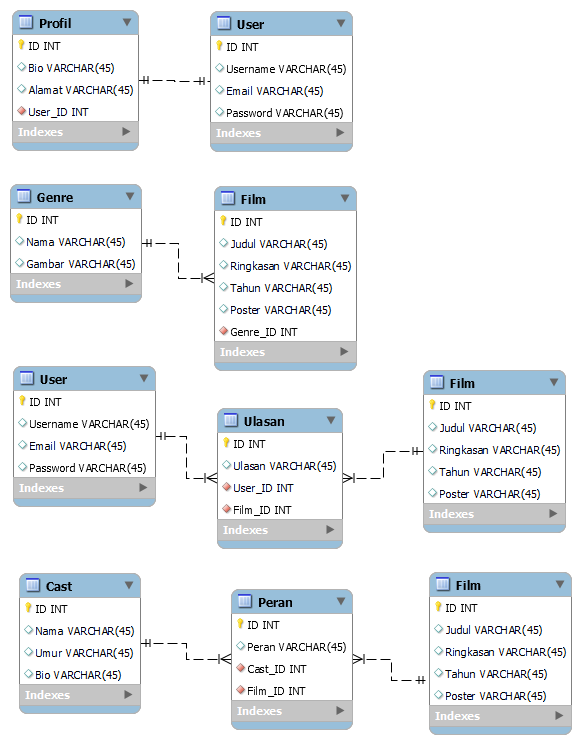 Profil
ID INT
Bio VARCHAR(45)
Alamat VARCHAR(45)
User_ID INT
Indexes
User
ID INT
Username VARCHAR(45)
Email VARCHAR(45)
Password VARCHAR(45)
Indexes
Genre
ID INT
Nama VARCHAR(45)
Gambar VARCHAR(45)
Indexes
Film
ID INT
Judul VARCHAR(45)
Ringkasan VARCHAR(45)
Tahun VARCHAR(45)
Poster VARCHAR(45)
Genre_ID INT
Indexes
User
ID INT
Username VARCHAR(45)
Email VARCHAR(45)
Password VARCHAR(45)
Indexes
Ulasan
ID INT
Ulasan VARCHAR(45)
User_ID INT
Film_ID INT
Indexes
Film
ID INT
Judul VARCHAR(45)
Ringkasan VARCHAR(45)
Tahun VARCHAR(45)
Poster VARCHAR(45)
Indexes
Cast
ID INT
Nama VARCHAR(45)
Umur VARCHAR(45)
Bio VARCHAR(45)
Indexes
Peran
ID INT
Peran VARCHAR(45)
Cast_ID INT
Film_ID INT
Indexes
Film
ID INT
Judul VARCHAR(45)
Ringkasan VARCHAR(45)
Tahun VARCHAR(45)
Poster VARCHAR(45)
Indexes